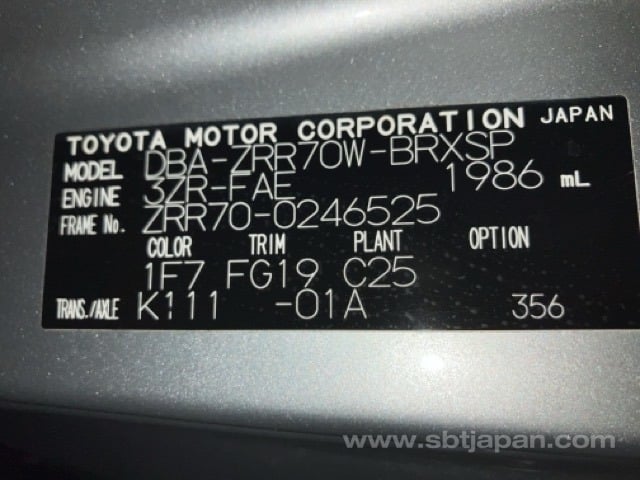 TOYOTA MOTOR CORPORATION JAPAN
MODEL DBA-ZRR70W-BRXSP
ENGINE 3ZR-FAE 1986 mL
FRAME No. ZRR70-0246525
COLOR TRIM PLANT OPTION
1F7 FG19 C25
TRANS./AXLE K111 -01A 356
www.sbtjapan.com